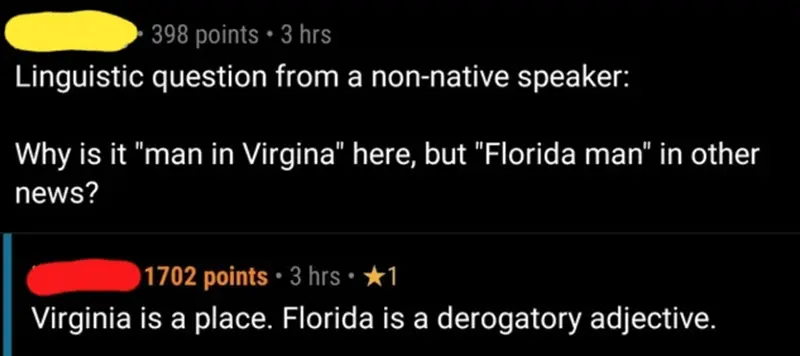 398 points • 3 hrs
Linguistic question from a non-native speaker:
Why is it "man in Virgina" here, but "Florida man" in other
news?
1702 points • 3 hrs • ★1
Virginia is a place. Florida is a derogatory adjective.